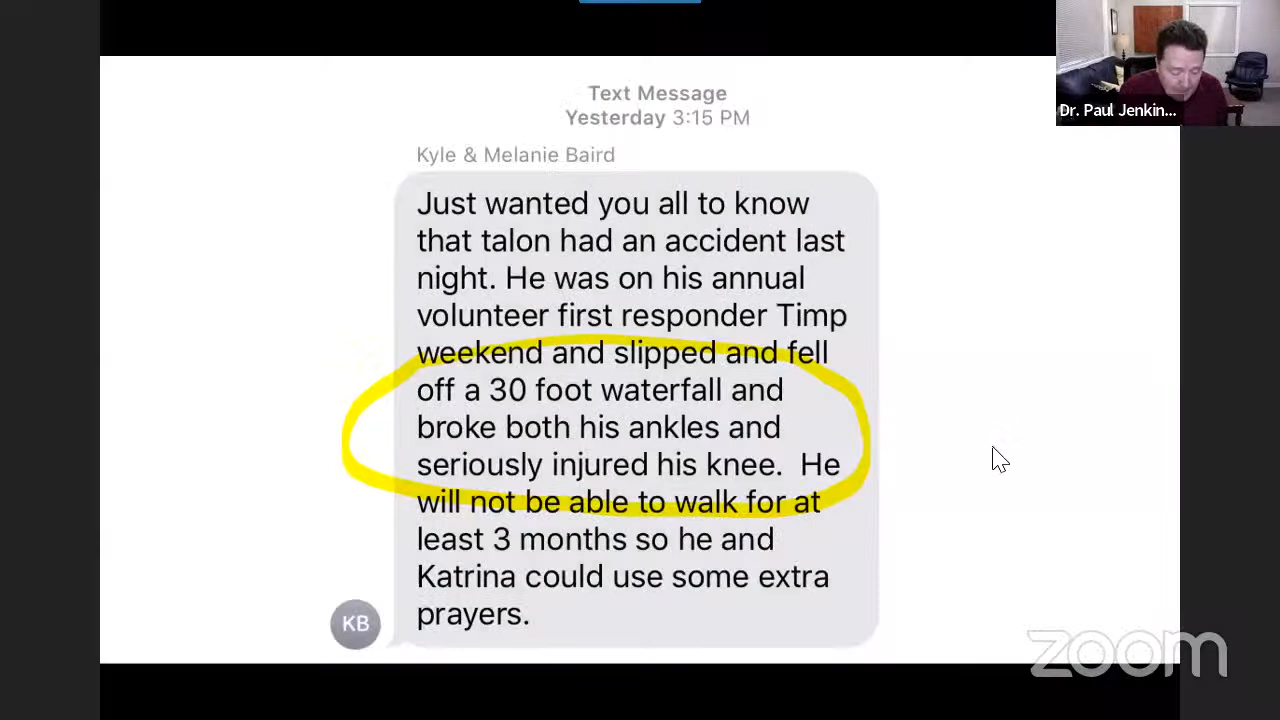 Text Message
Yesterday 3:15 PM
Kyle & Melanie Baird
Just wanted you all to know
that talon had an accident last
night. He was on his annual
volunteer first responder Timp
weekend and slipped and fell
off a 30 foot waterfall and
broke both his ankles and
seriously injured his knee.  He
will not be able to walk for at
least 3 months so he and
Katrina could use some extra
prayers.
KB
Dr. Paul Jenkin...
zoom